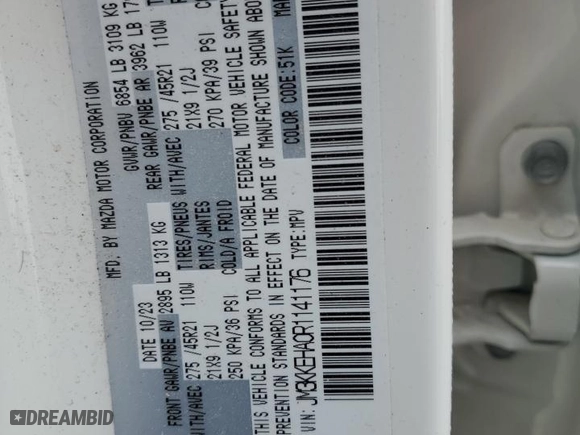 MFD. BY MAZDA MOTOR CORPORATION
DATE 10/23 GVWR/PNBV 6854 LB 3109 KG
FRONT GAWR/PNBE AV 2895 LB 1313 KG REAR GAWR/PNBE AR 3962 LB
WITH/AVEC 275 /45R21 110W TIRES/PNEUS WITH/AVEC 275 /45R21 110W
21X9 1/2J RIMS/JANTES 21X9 1/2J
250 KPA/36 PSI COLD/A FROID 270 KPA/39 PSI
THIS VEHICLE CONFORMS TO ALL APPLICABLE FEDERAL MOTOR VEHICLE SAFETY
PREVENTION STANDARDS IN EFFECT ON THE DATE OF MANUFACTURE SHOWN ABO
VIN: JM3KKEHA0R1141176 TYPE:MPV COLOR CODE:51K
DREAMBID